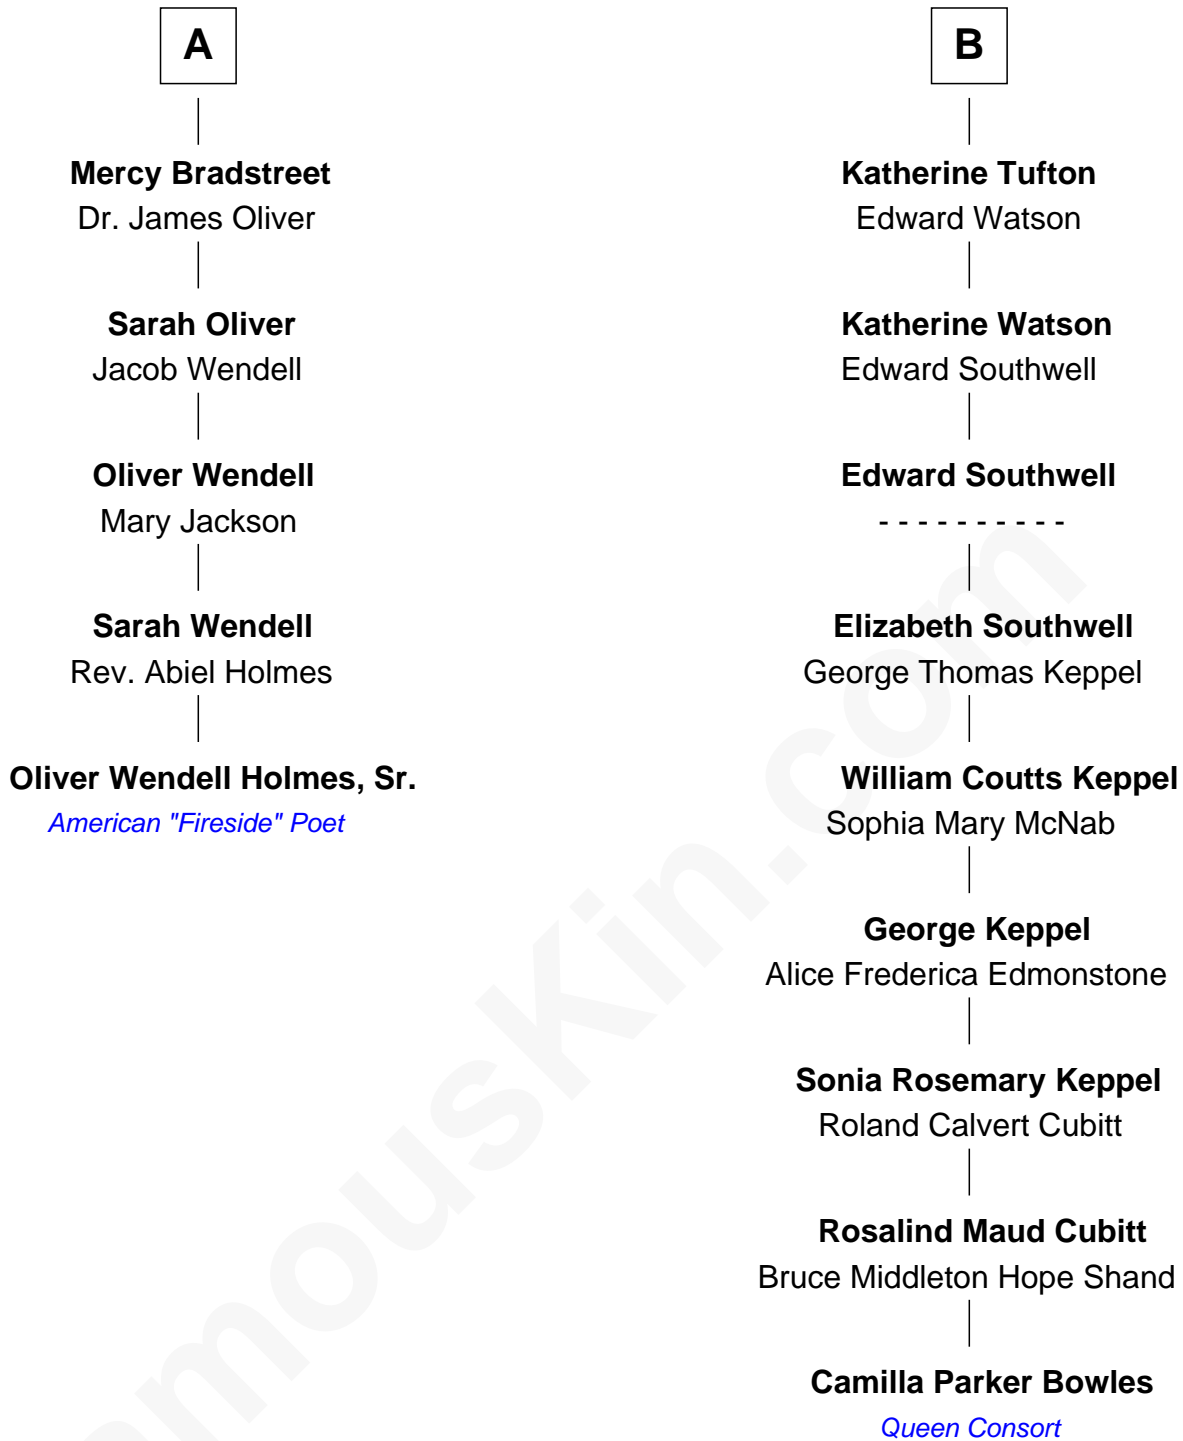 A
Mercy Bradstreet
Dr. James Oliver
Sarah Oliver
Jacob Wendell
Oliver Wendell
Mary Jackson
Sarah Wendell
Rev. Abiel Holmes
Oliver Wendell Holmes, Sr.
American "Fireside" Poet
B
Katherine Tufton
Edward Watson
Katherine Watson
Edward Southwell
Edward Southwell
- - - - - - - - - -
Elizabeth Southwell
George Thomas Keppel
William Coutts Keppel
Sophia Mary McNab
George Keppel
Alice Frederica Edmonstone
Sonia Rosemary Keppel
Roland Calvert Cubitt
Rosalind Maud Cubitt
Bruce Middleton Hope Shand
Camilla Parker Bowles
Queen Consort
amouskin.com